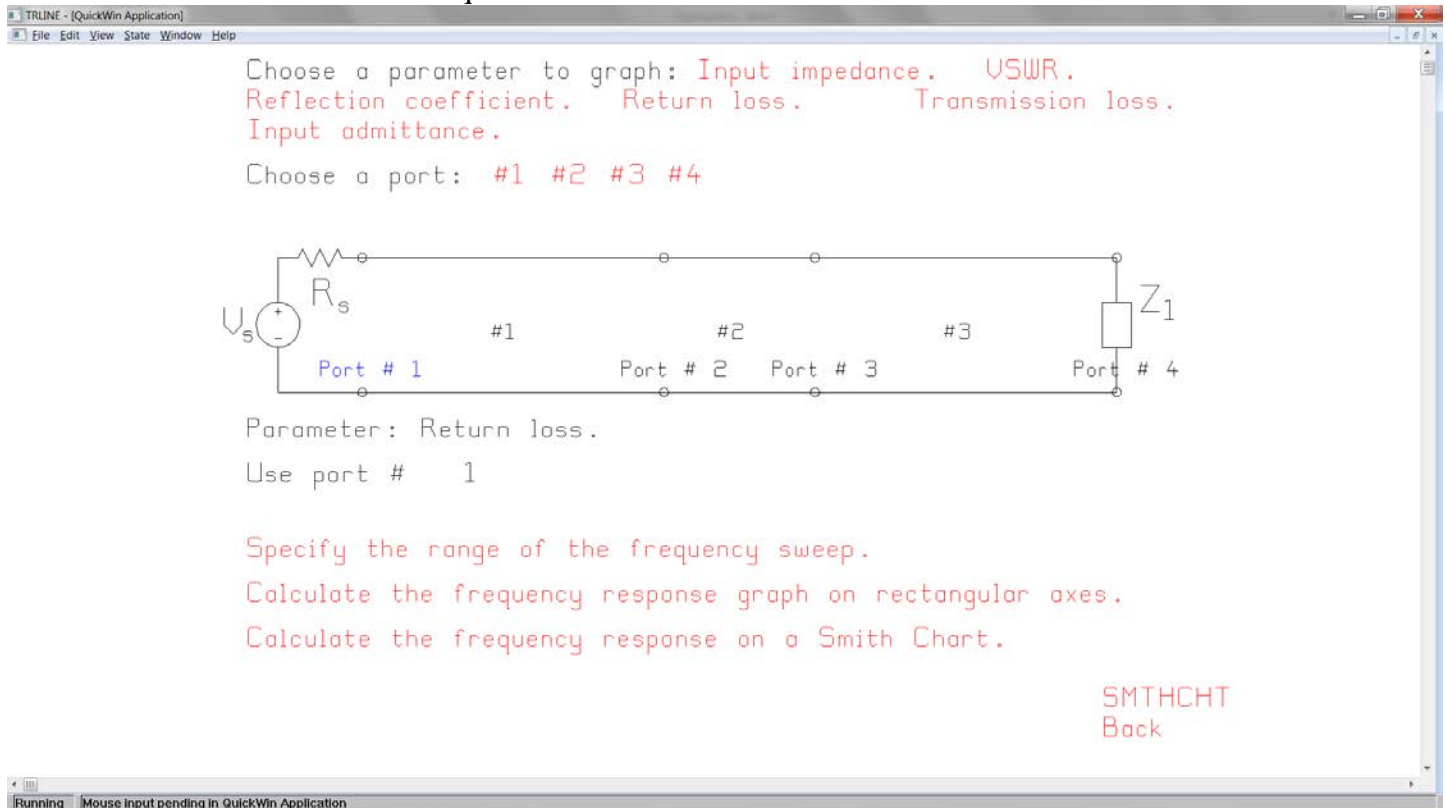 TRLINE - [QuickWin Application]
File Edit View State Window Help
Choose a parameter to graph: Input impedance. VSWR.
Reflection coefficient. Return loss. Transmission loss.
Input admittance.
Choose a port: #1 #2 #3 #4
Rs
Z1
Vs
+
-
#1 #2 #3
Port # 1 Port # 2 Port # 3 Port # 4
Parameter: Return loss.
Use port # 1
Specify the range of the frequency sweep.
Calculate the frequency response graph on rectangular axes.
Calculate the frequency response on a Smith Chart.
SMTHCHT
Back
Running Mouse input pending in QuickWin Application